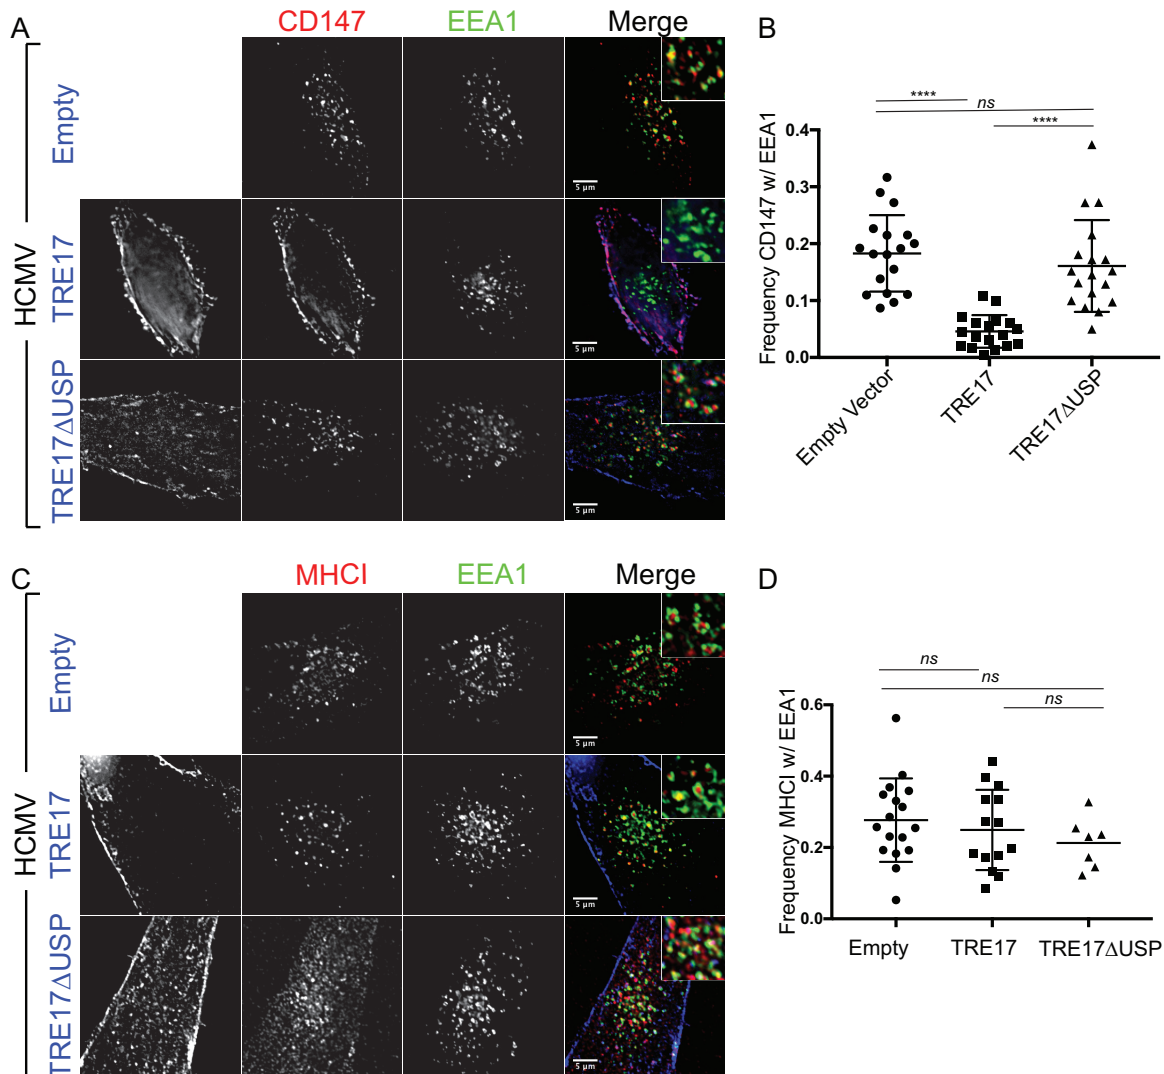 A
CD147
EEA1
Merge
HCMV
Empty
TRE17
TRE17ΔUSP
5 µm
5 µm
5 µm
B
****
ns
****
Frequency CD147 w/ EEA1
0.4
0.3
0.2
0.1
0.0
Empty Vector
TRE17
TRE17ΔUSP
C
MHCI
EEA1
Merge
HCMV
Empty
TRE17
TRE17ΔUSP
5 µm
5 µm
5 µm
D
ns
ns
ns
Frequency MHCI w/ EEA1
0.6
0.4
0.2
0.0
Empty
TRE17
TRE17ΔUSP